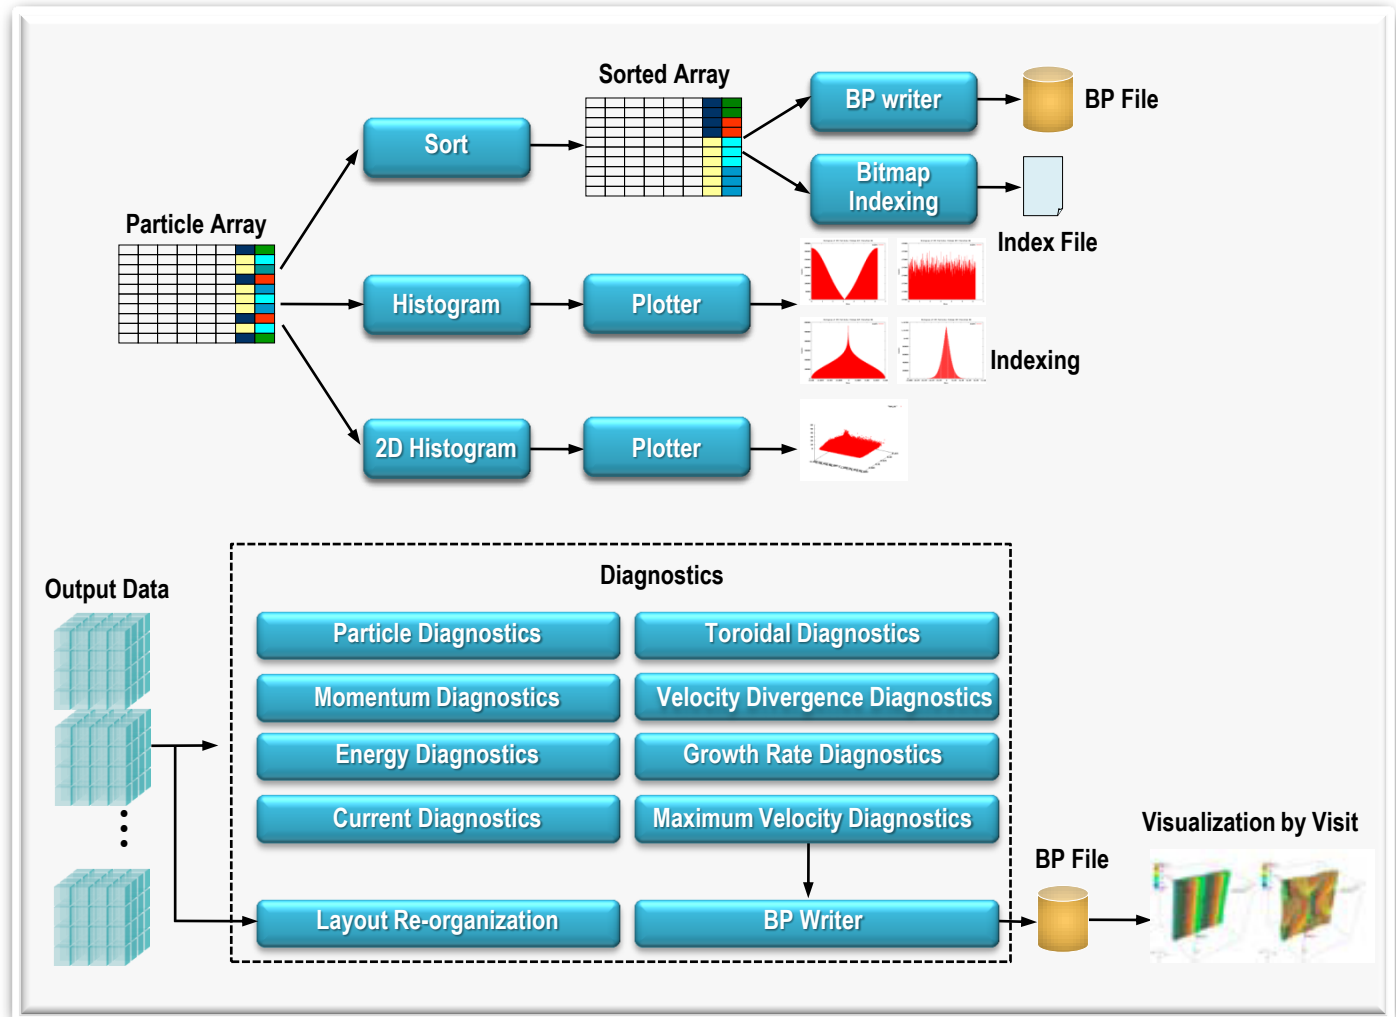 Sorted Array
BP writer
BP File
Sort
Bitmap
Indexing
Particle Array
Index File
Histogram
Plotter
Indexing
2D Histogram
Plotter
Diagnostics
Output Data
Particle Diagnostics
Toroidal Diagnostics
Momentum Diagnostics
Velocity Divergence Diagnostics
Energy Diagnostics
Growth Rate Diagnostics
Current Diagnostics
Maximum Velocity Diagnostics
Visualization by Visit
BP File
Layout Re-organization
BP Writer